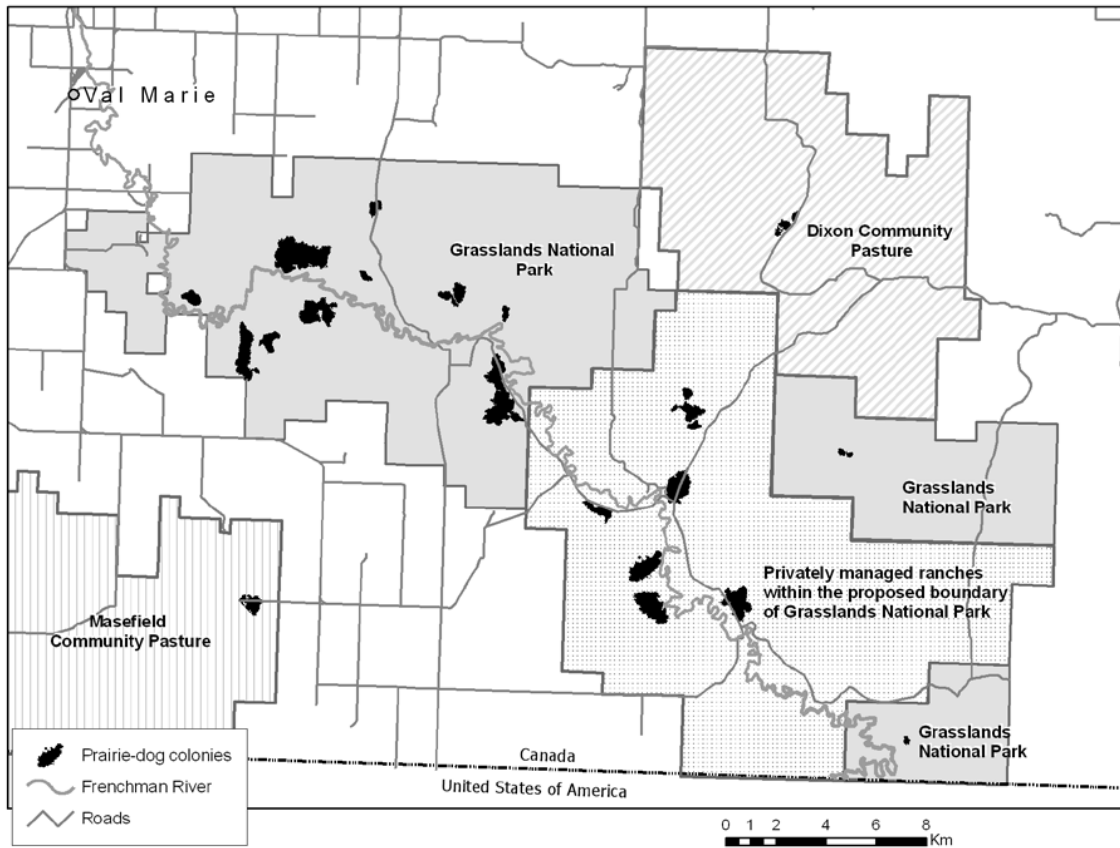 Val Marie
Grasslands National
Park
Dixon Community
Pasture
Grasslands
National Park
Privately managed ranches
within the proposed boundary
of Grasslands National Park
Masefield
Community Pasture
Grasslands
National Park
Prairie-dog colonies
Frenchman River
Roads
Canada
United States of America
0 1 2 4 6 8
Km